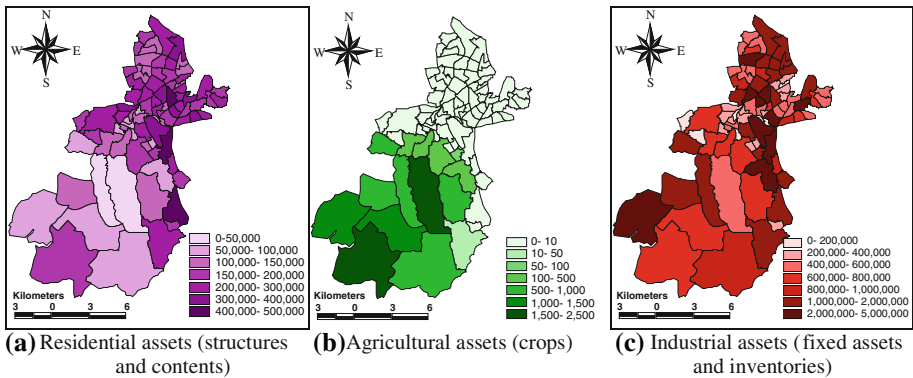 N
W E
S
0-50,000
50,000- 100,000
100,000- 150,000
150,000- 200,000
200,000- 300,000
300,000- 400,000
400,000- 500,000
Kilometers
3 0 3 6
(a) Residential assets (structures
and contents)
N
W E
S
0- 10
10- 50
50- 100
100- 500
500- 1,000
1,000- 1,500
1,500- 2,500
Kilometers
3 0 3 6
(b) Agricultural assets (crops)
N
W E
S
0- 200,000
200,000- 400,000
400,000- 600,000
600,000- 800,000
800,000- 1,000,000
1,000,000- 2,000,000
2,000,000- 5,000,000
Kilometers
3 0 3 6
(c) Industrial assets (fixed assets
and inventories)